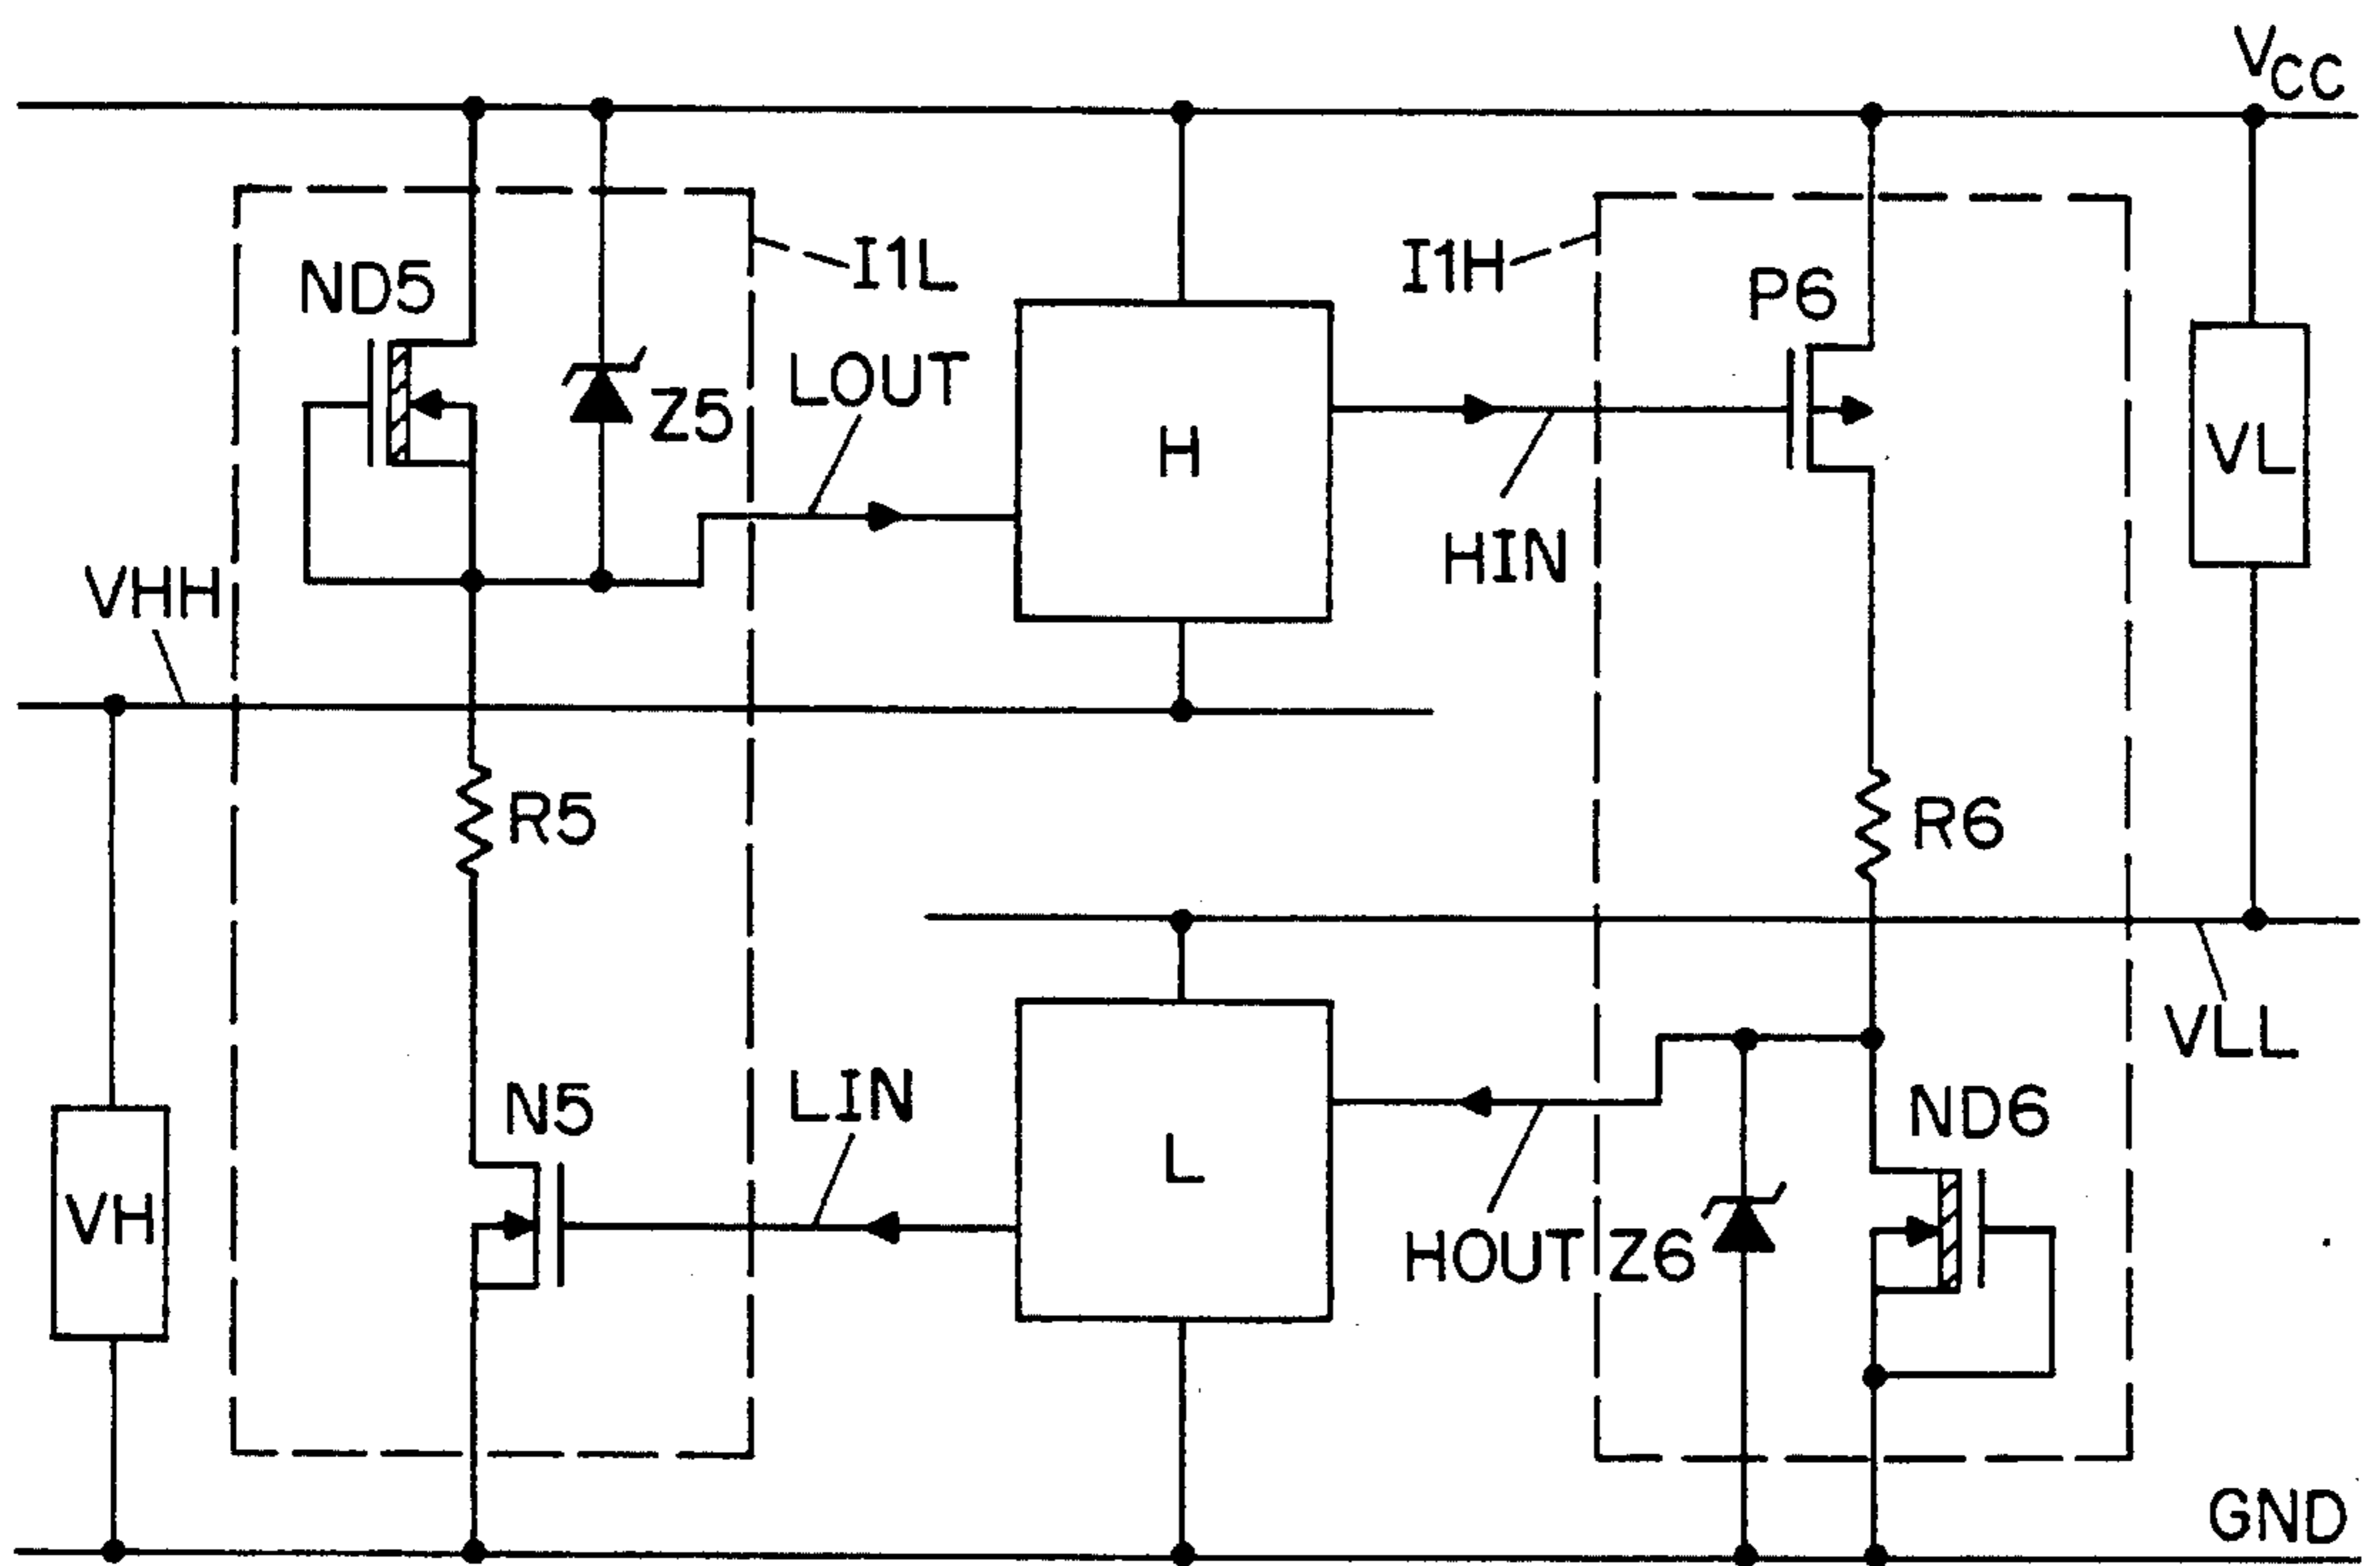 VCC
I1L
I1H
ND5
P6
LOUT
Z5
VL
H
HIN
VHH
R5
R6
VLL
LIN
N5
ND6
L
VH
HOUT
Z6
GND